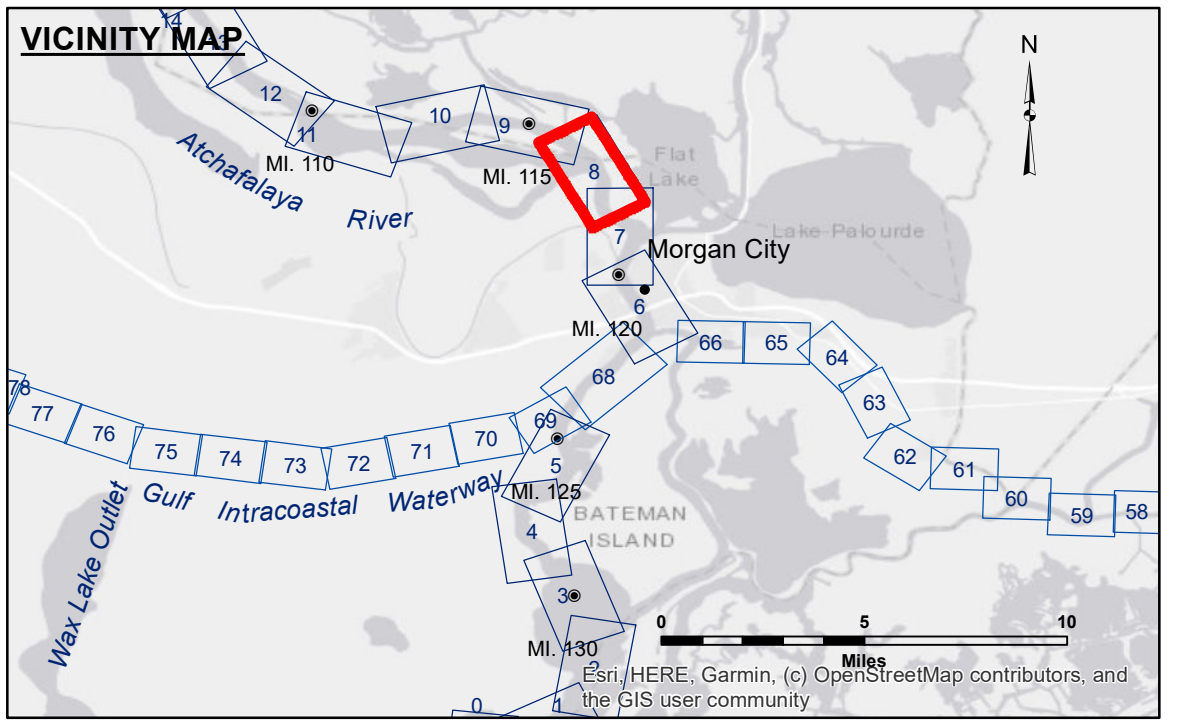 14
VICINITY MAP
13
N
12
10
9
11
MI. 110
MI. 115
8
Flat
Lake
Atchafalaya
River
7
Morgan City
Lake Palourde
6
MI. 120
66
65
64
68
63
78
77
76
69
75
74
73
72
71
70
5
62
61
60
59
58
MI. 125
Gulf Intracoastal Waterway
Wax Lake Outlet
4
BATEMAN
ISLAND
3
MI. 130
2
0
5
10
Miles
Esri, HERE, Garmin, (c) OpenStreetMap contributors, and
the GIS user community
0
1